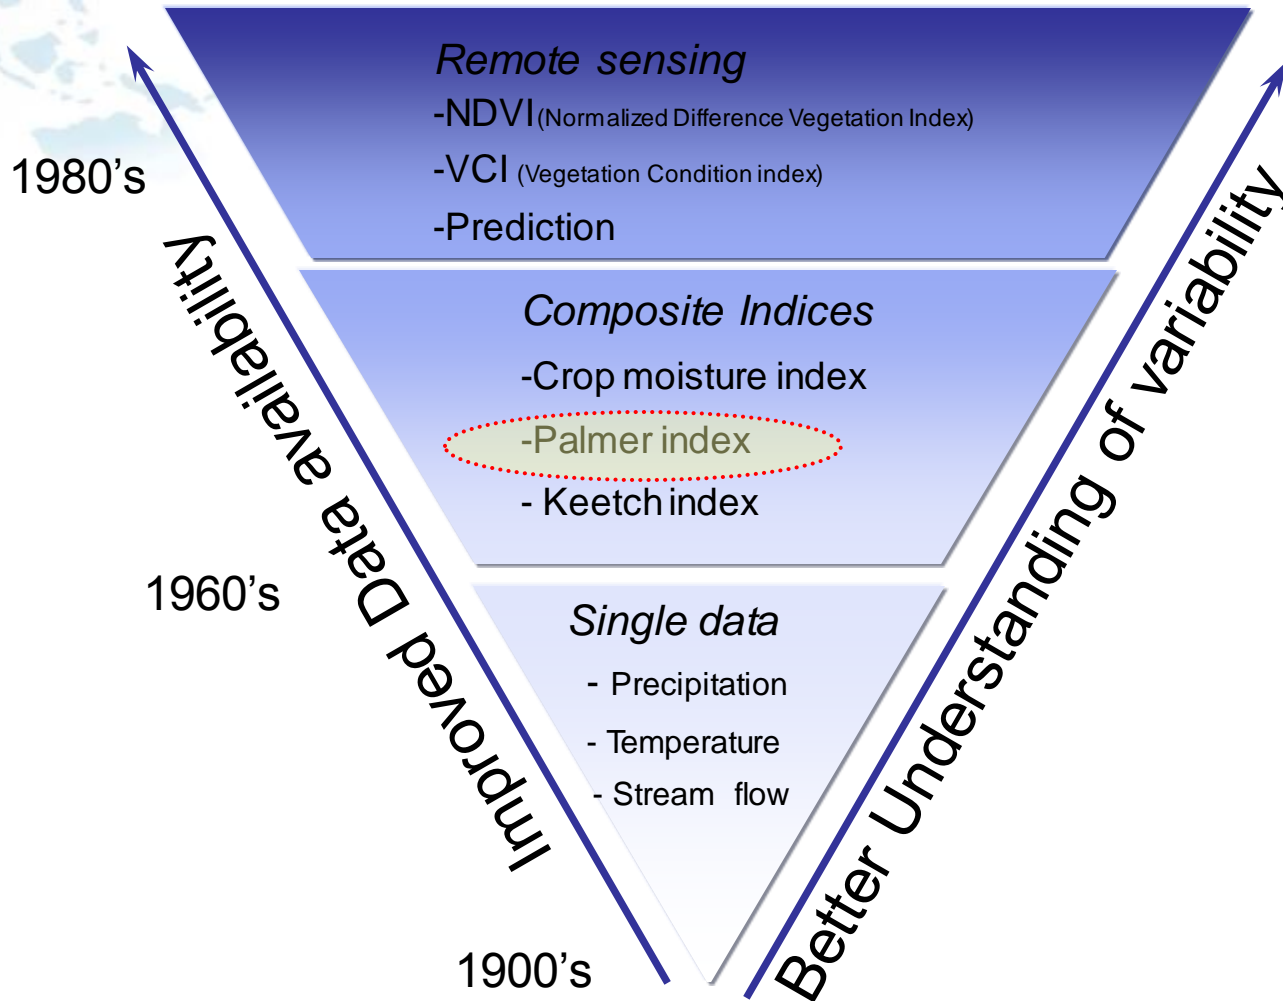 Remote sensing
-NDVI (Normalized Difference Vegetation Index)
-VCI (Vegetation Condition index)
-Prediction
1980’s
Composite Indices
-Crop moisture index
-Palmer index
- Keetch index
1960’s
Single data
- Precipitation
- Temperature
- Stream flow
1900’s
Improved Data availability
Better Understanding of variability